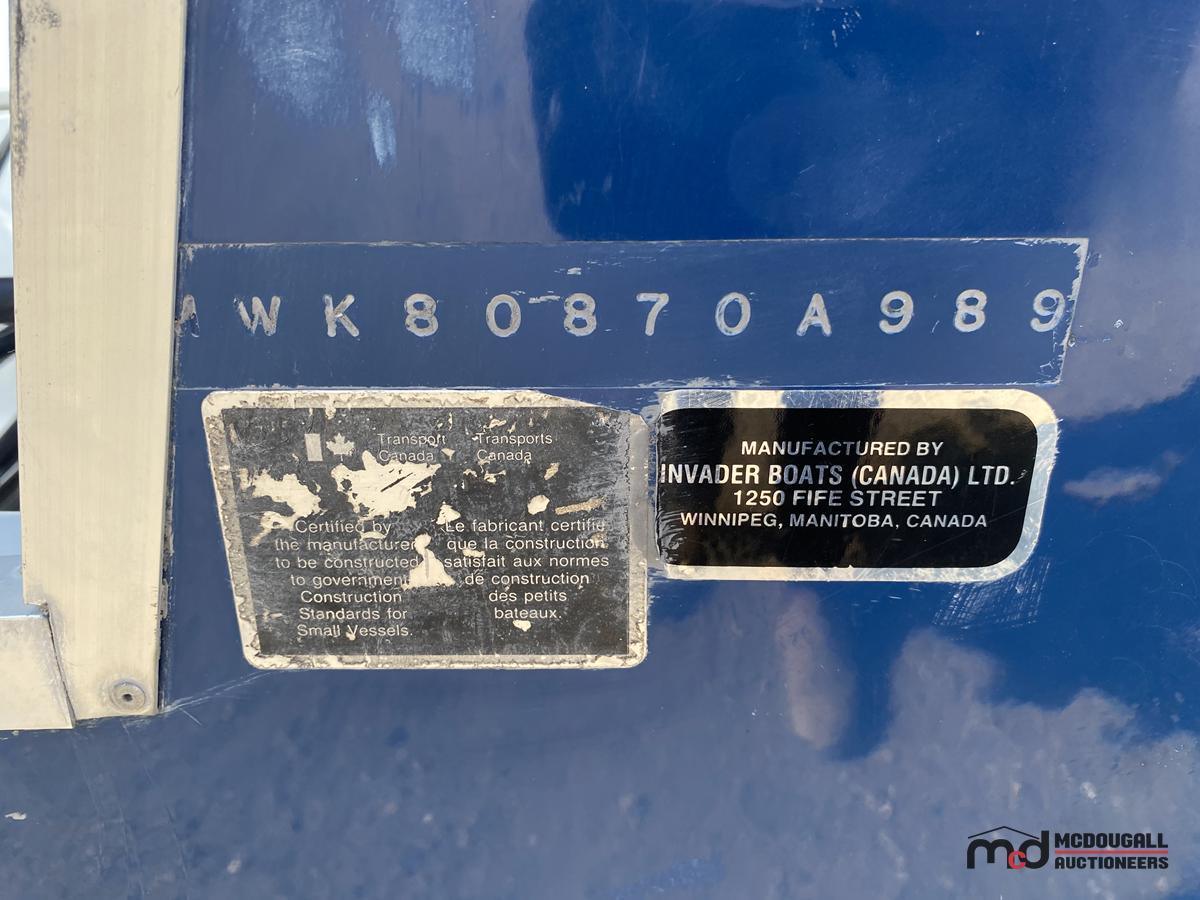 AWK80870A989
Transport Canada
Transports Canada
Certified by
the manufacturer
to be constructed
to government
Construction
Standards for
Small Vessels.
Le fabricant certifie
que la construction
satisfait aux normes
de construction
des petits
bateaux.
MANUFACTURED BY
INVADER BOATS (CANADA) LTD.
1250 FIFE STREET
WINNIPEG, MANITOBA, CANADA
mcd MCDOUGALL
AUCTIONEERS